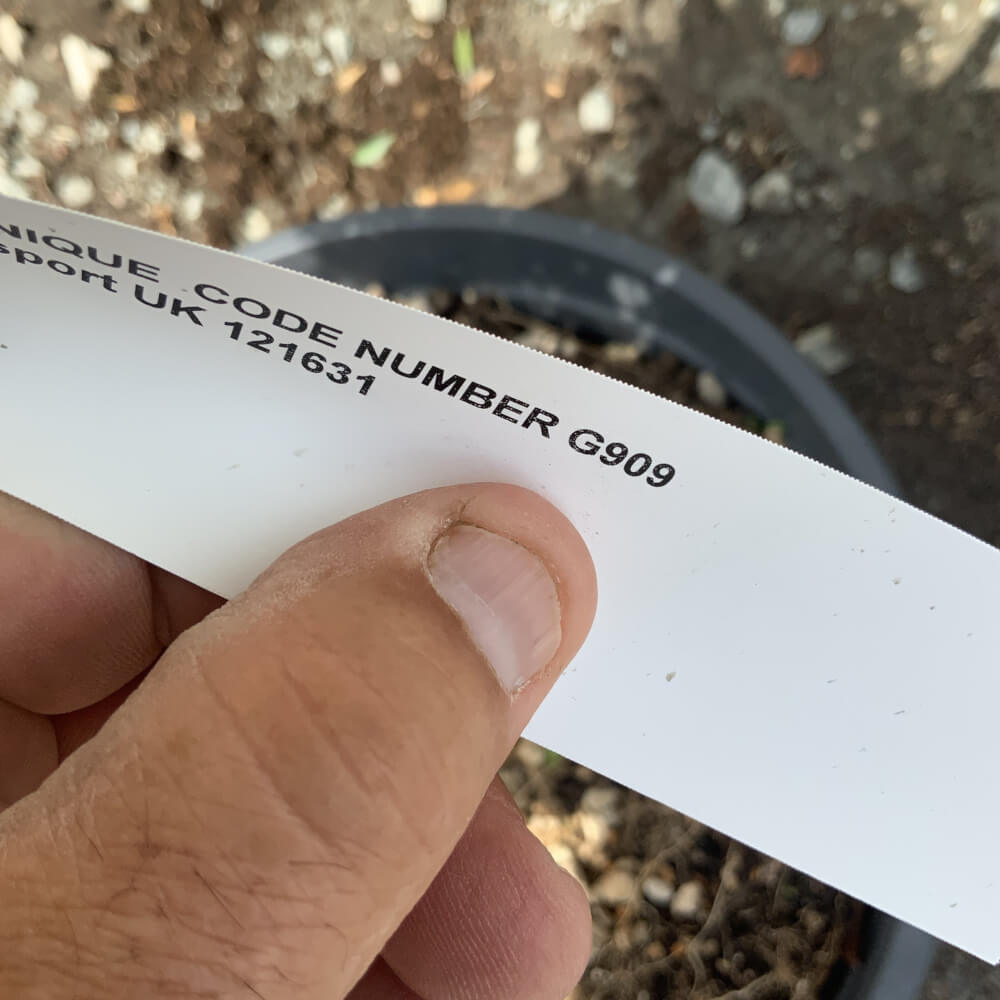 NIQUE CODE NUMBER G909
sport UK 121631